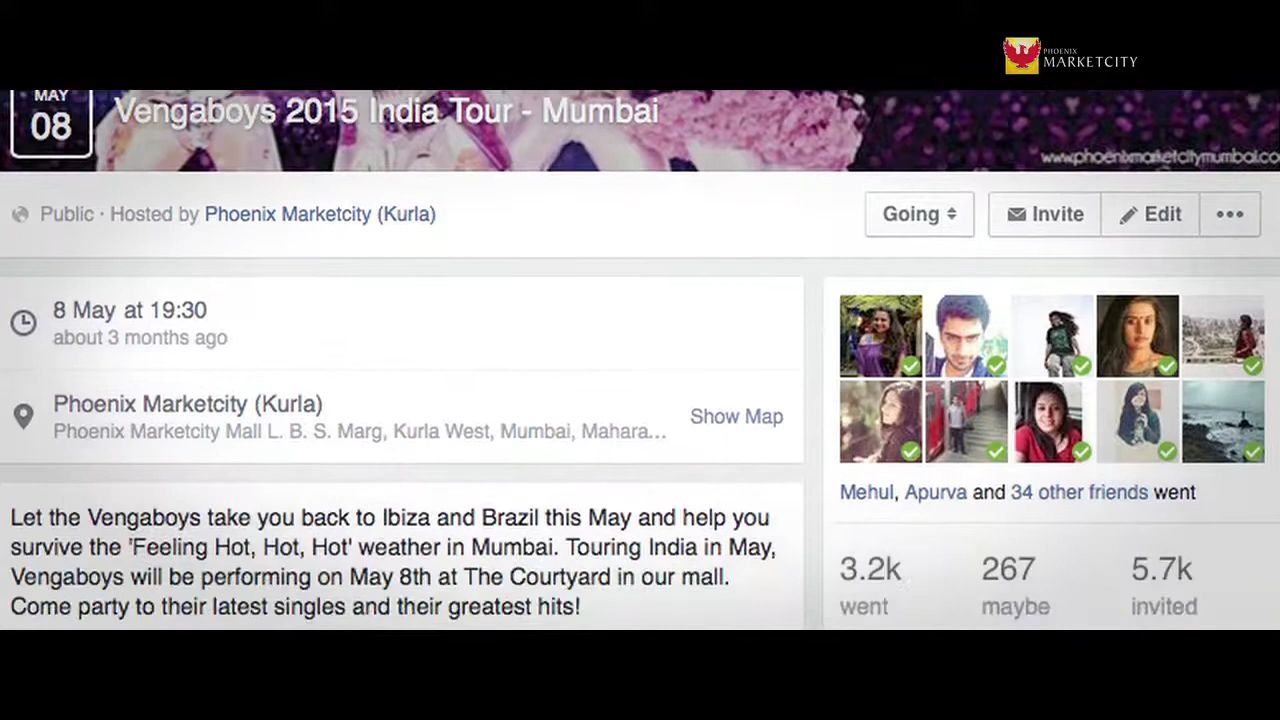 PHOENIX
MARKETCITY
MAY
08
Vengaboys 2015 India Tour - Mumbai
www.phoenixmarketcitymumbai.co
Public · Hosted by Phoenix Marketcity (Kurla)
Going
Invite
Edit
8 May at 19:30
about 3 months ago
Phoenix Marketcity (Kurla)
Phoenix Marketcity Mall L. B. S. Marg, Kurla West, Mumbai, Mahara...
Show Map
Mehul, Apurva and 34 other friends went
3.2k
went
267
maybe
5.7k
invited
Let the Vengaboys take you back to Ibiza and Brazil this May and help you
survive the 'Feeling Hot, Hot, Hot' weather in Mumbai. Touring India in May,
Vengaboys will be performing on May 8th at The Courtyard in our mall.
Come party to their latest singles and their greatest hits!